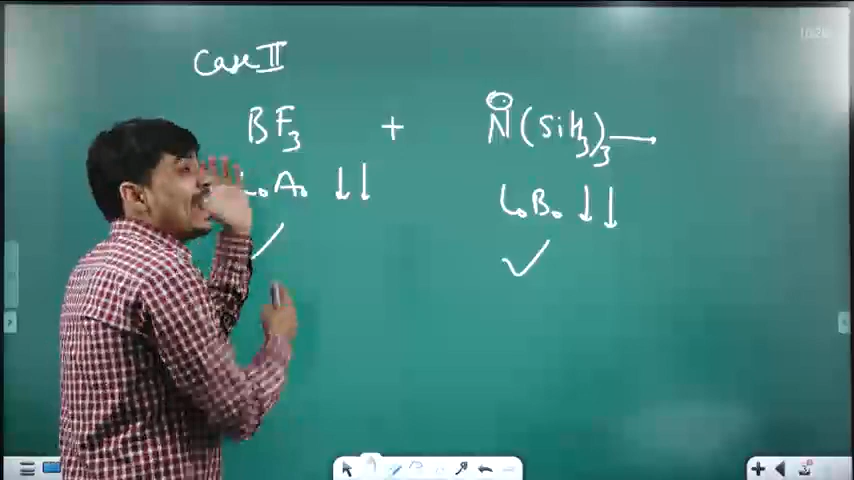 Case II
BF3 + N(SiH3)3 →
L.A. ↓↓ L.B. ↓↓
✓ ✓